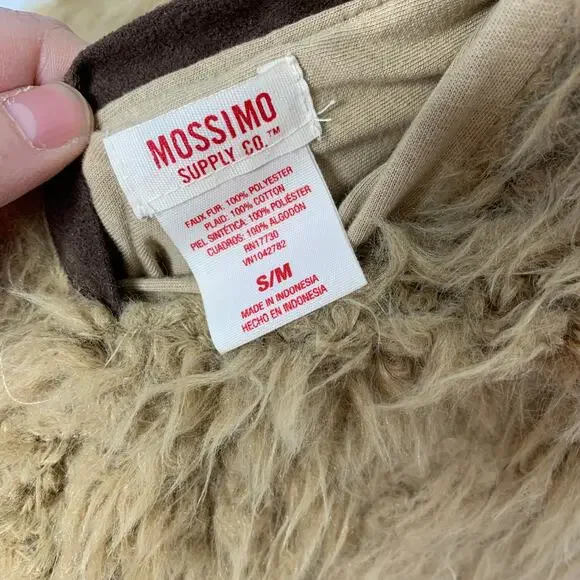 MOSSIMO
SUPPLY CO.™
FAUX FUR: 100% POLYESTER
PLAID: 100% COTTON
PIEL SINTÉTICA: 100% POLIÉSTER
CUADROS: 100% ALGODÓN
RN17730
VN1042782
S/M
MADE IN INDONESIA
HECHO EN INDONESIA